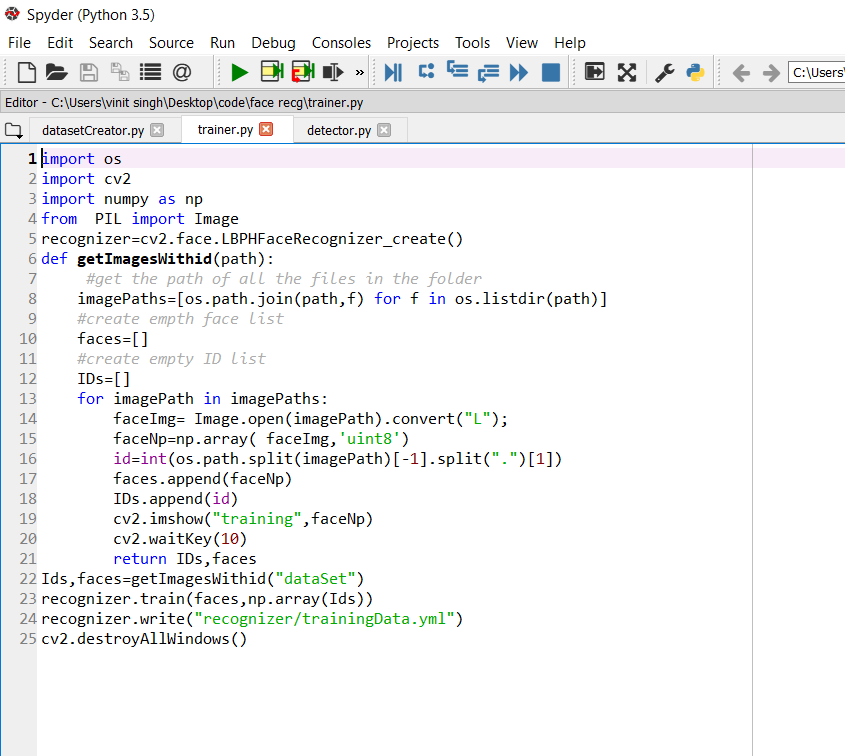 Spyder (Python 3.5)
File Edit Search Source Run Debug Consoles Projects Tools View Help
C:\Users\
Editor - C:\Users\vinit singh\Desktop\code\face recg\trainer.py
datasetCreator.py trainer.py detector.py
1 import os
2 import cv2
3 import numpy as np
4 from  PIL import Image
5 recognizer=cv2.face.LBPHFaceRecognizer_create()
6 def getImagesWithid(path):
7      #get the path of all the files in the folder
8     imagePaths=[os.path.join(path,f) for f in os.listdir(path)]
9     #create empth face list
10     faces=[]
11     #create empty ID list
12     IDs=[]
13     for imagePath in imagePaths:
14         faceImg= Image.open(imagePath).convert("L");
15         faceNp=np.array( faceImg,'uint8')
16         id=int(os.path.split(imagePath)[-1].split(".")[1])
17         faces.append(faceNp)
18         IDs.append(id)
19         cv2.imshow("training",faceNp)
20         cv2.waitKey(10)
21         return IDs,faces
22 Ids,faces=getImagesWithid("dataSet")
23 recognizer.train(faces,np.array(Ids))
24 recognizer.write("recognizer/trainingData.yml")
25 cv2.destroyAllWindows()